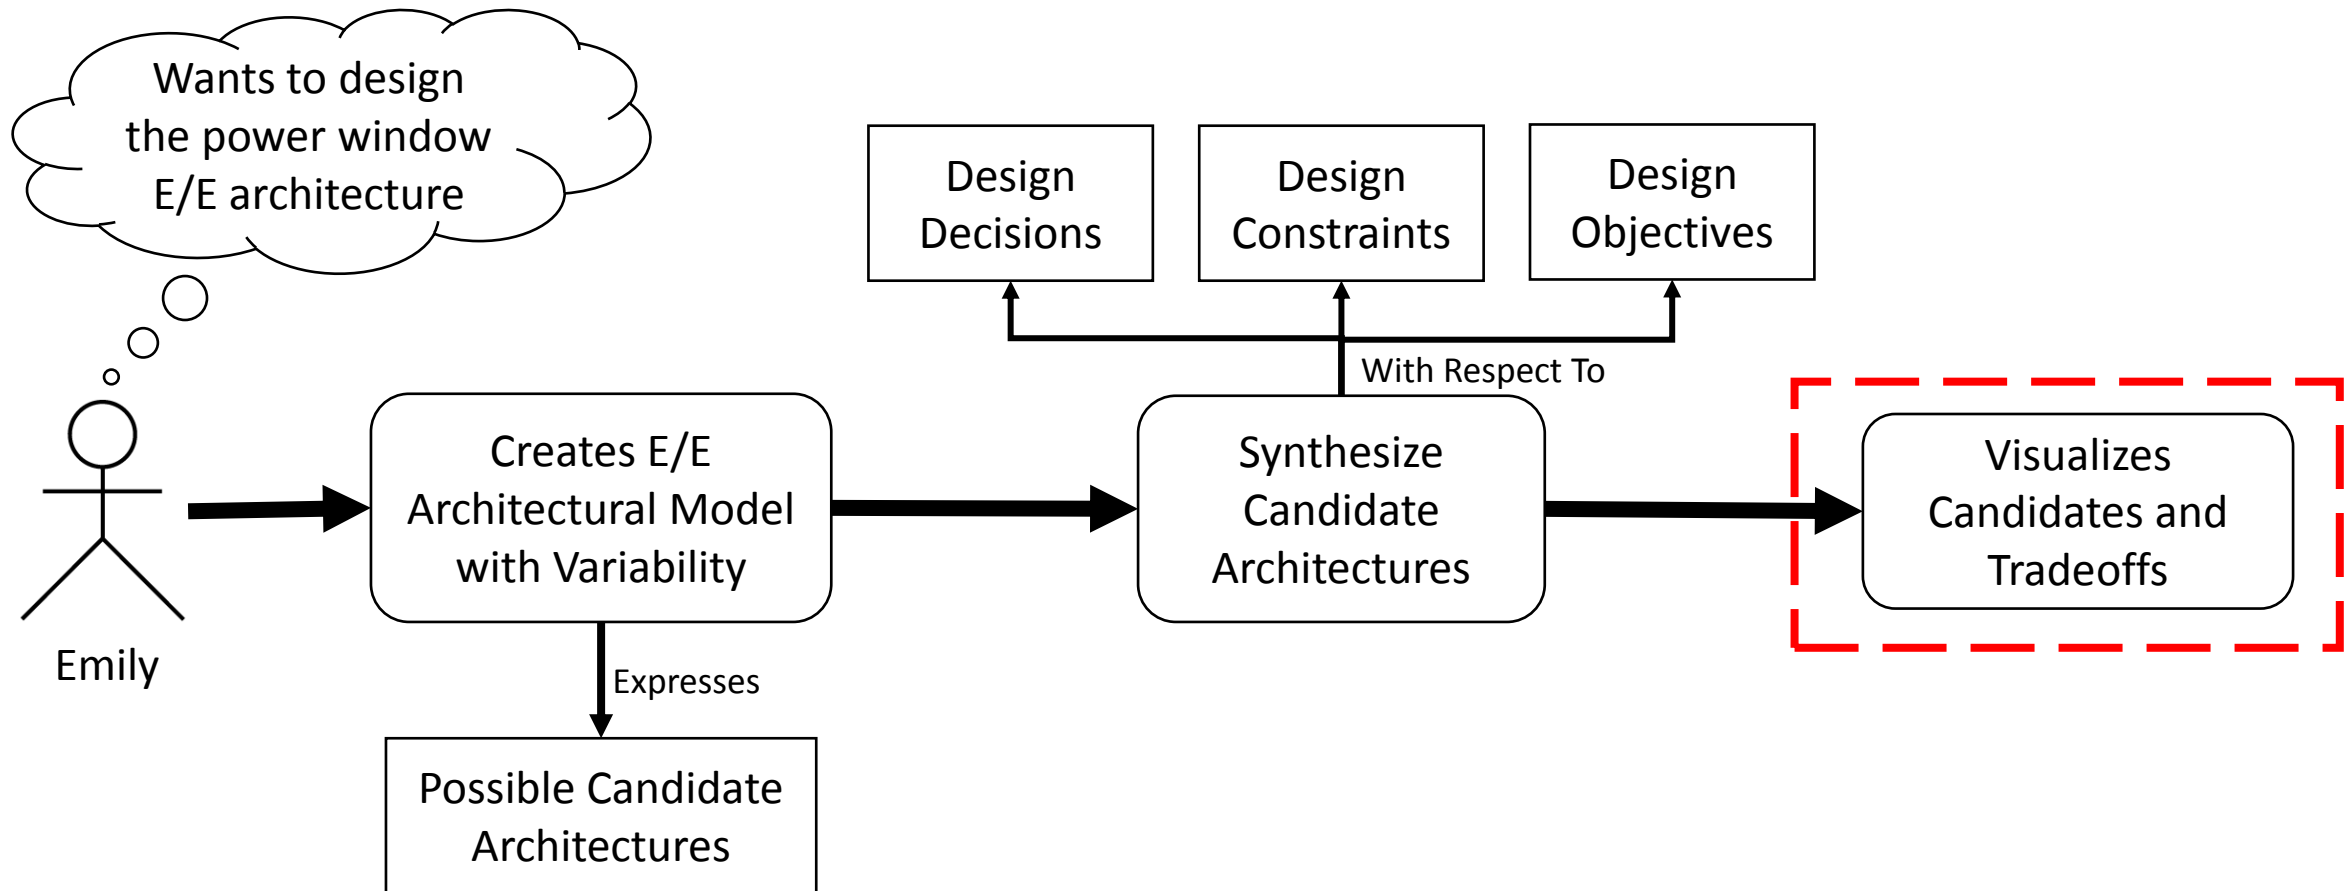 Wants to design
the power window
E/E architecture
Emily
Creates E/E
Architectural Model
with Variability
Expresses
Possible Candidate
Architectures
Design
Decisions
Design
Constraints
Design
Objectives
With Respect To
Synthesize
Candidate
Architectures
Visualizes
Candidates and
Tradeoffs